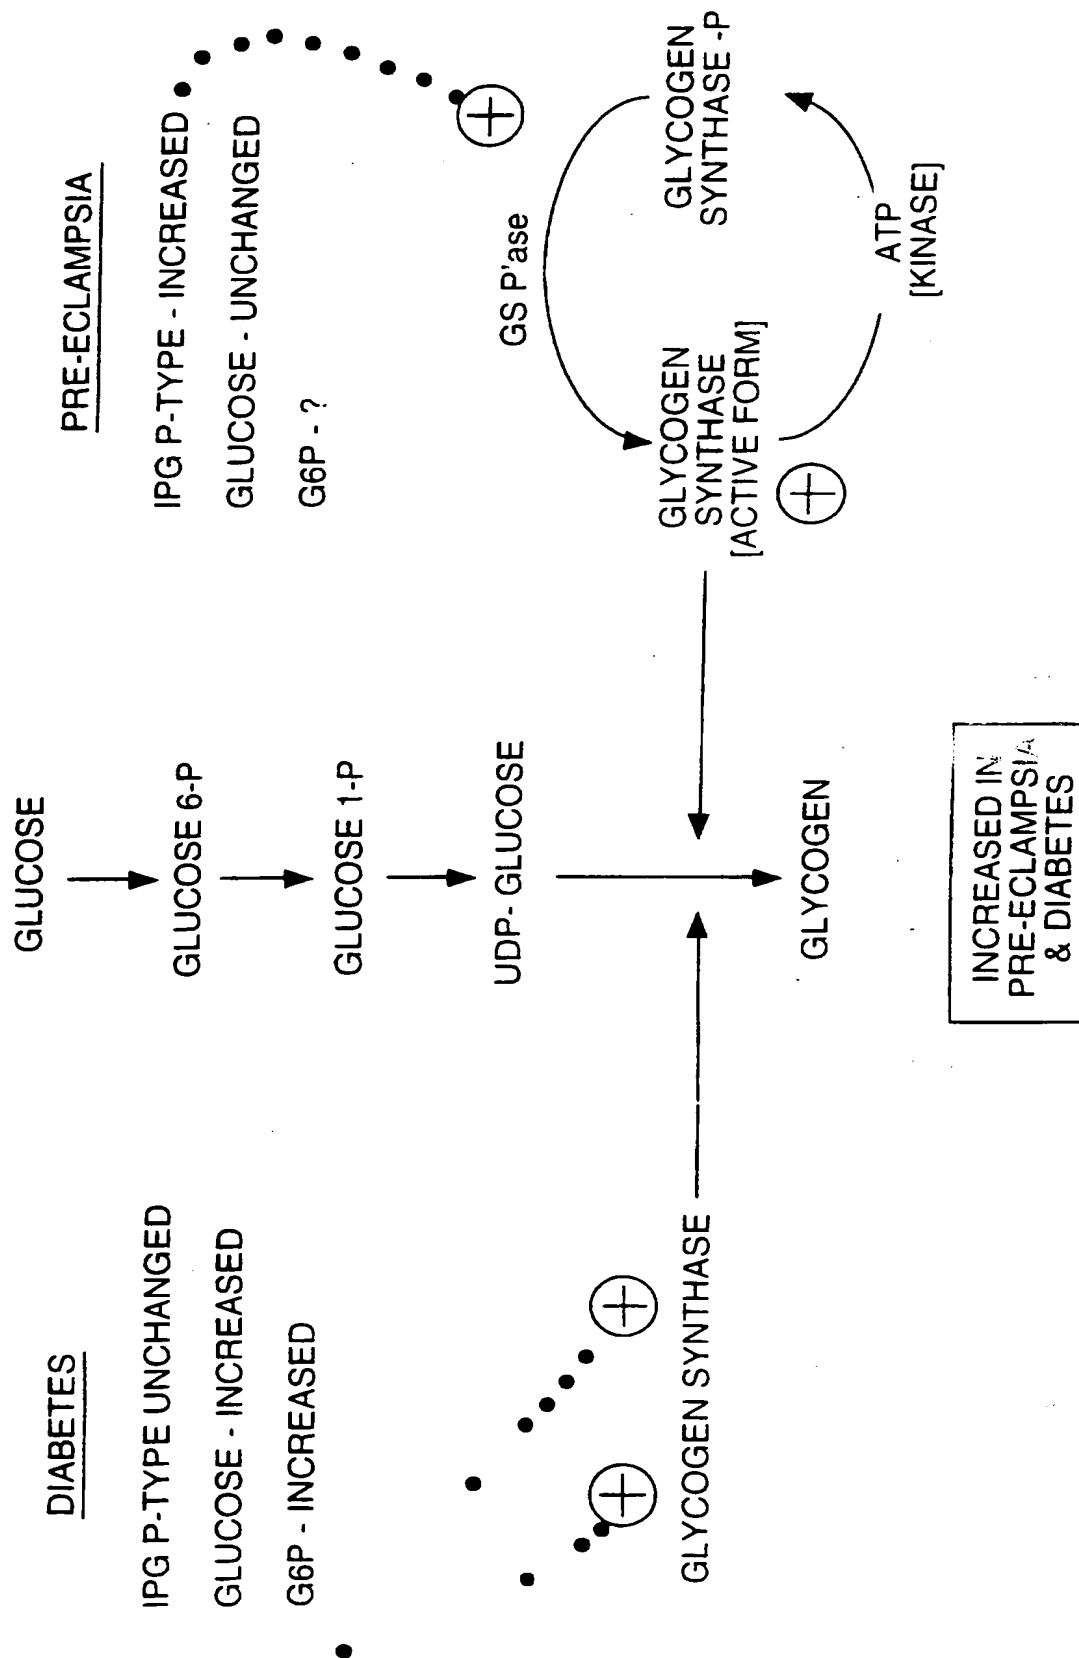 DIABETES
IPG P-TYPE UNCHANGED
GLUCOSE - INCREASED
G6P - INCREASED
GLYCOGEN SYNTHASE
GLUCOSE
GLUCOSE 6-P
GLUCOSE 1-P
UDP- GLUCOSE
GLYCOGEN
INCREASED IN
PRE-ECLAMPSIA
& DIABETES
PRE-ECLAMPSIA
IPG P-TYPE - INCREASED
GLUCOSE - UNCHANGED
G6P - ?
GS P'ase
GLYCOGEN
SYNTHASE
[ACTIVE FORM]
GLYCOGEN
SYNTHASE -P
ATP
[KINASE]